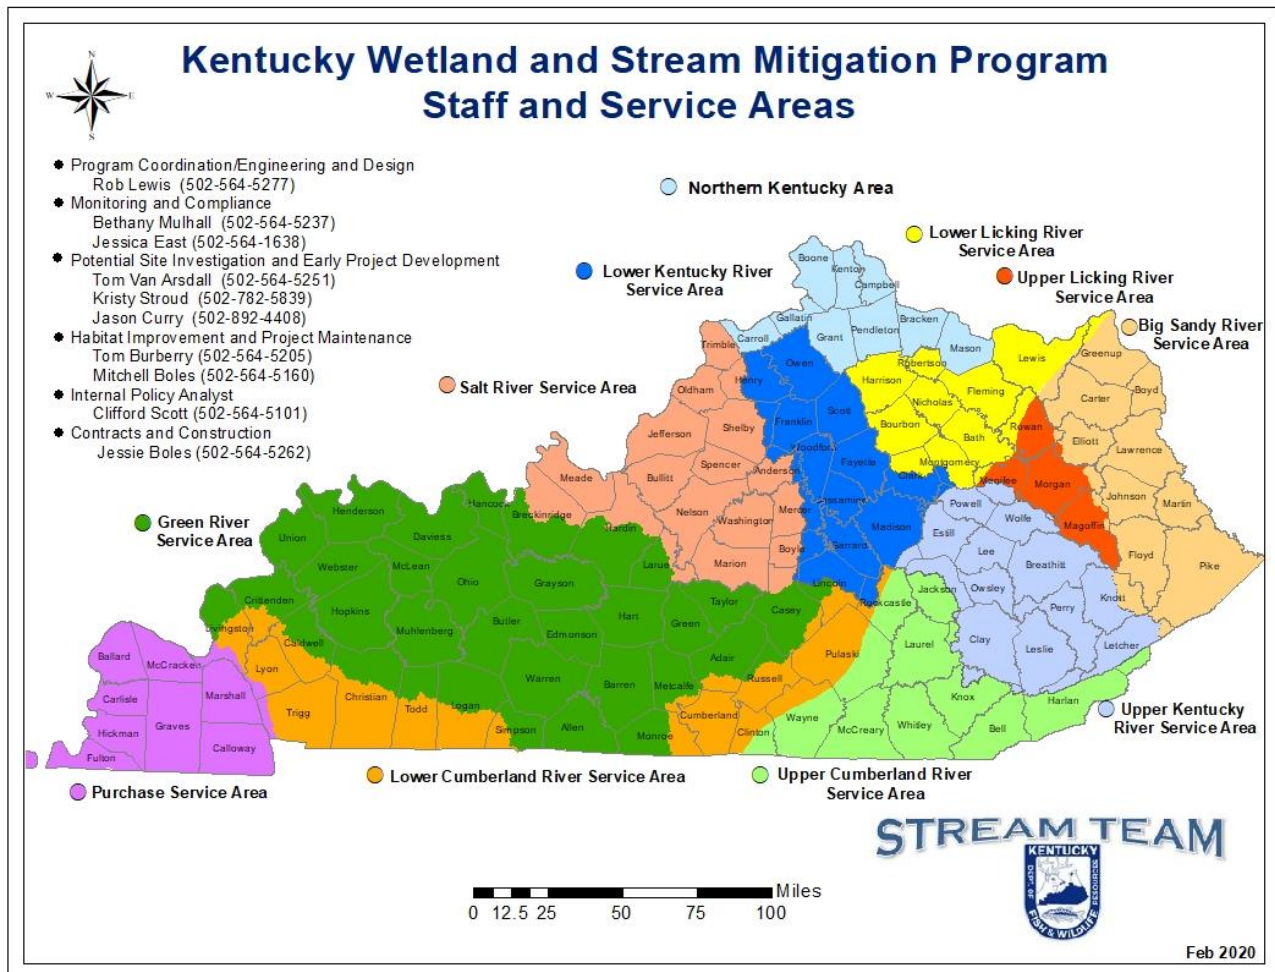 Kentucky Wetland and Stream Mitigation Program
Staff and Service Areas
N
W E
S
Program Coordination/Engineering and Design
Rob Lewis (502-564-5277)
Monitoring and Compliance
Bethany Mulhall (502-564-5237)
Jessica East (502-564-1638)
Potential Site Investigation and Early Project Development
Tom Van Arsdall (502-564-5251)
Kristy Stroud (502-782-5839)
Jason Curry (502-892-4408)
Habitat Improvement and Project Maintenance
Tom Burberry (502-564-5205)
Mitchell Boles (502-564-5160)
Internal Policy Analyst
Clifford Scott (502-564-5101)
Contracts and Construction
Jessie Boles (502-564-5262)
Northern Kentucky Area
Lower Licking River
Service Area
Lower Kentucky River
Service Area
Upper Licking River
Service Area
Big Sandy River
Service Area
Salt River Service Area
Green River
Service Area
Upper Kentucky
River Service Area
Lower Cumberland River Service Area
Upper Cumberland River
Service Area
Purchase Service Area
Boone
Kenton
Campbell
Gallatin
Carroll
Grant
Pendleton
Bracken
Mason
Trimble
Owen
Henry
Oldham
Harrison
Robertson
Lewis
Greenup
Fleming
Nicholas
Boyd
Carter
Scott
Franklin
Shelby
Jefferson
Bourbon
Bath
Rowan
Elliott
Lawrence
Woodford
Fayette
Montgomery
Clark
Menifee
Morgan
Spencer
Anderson
Bullitt
Meade
Nelson
Washington
Mercer
Jessamine
Madison
Powell
Wolfe
Magoffin
Johnson
Martin
Breckinridge
Hancock
Henderson
Daviess
Union
Hardin
Larue
Marion
Boyle
Garrard
Lincoln
Estill
Lee
Breathitt
Floyd
Pike
Webster
McLean
Ohio
Grayson
Hart
Taylor
Green
Casey
Rockcastle
Jackson
Owsley
Perry
Knott
Crittenden
Hopkins
Muhlenberg
Butler
Edmonson
Adair
Pulaski
Laurel
Clay
Leslie
Letcher
Livingston
Caldwell
Lyon
Trigg
Christian
Todd
Logan
Simpson
Warren
Barren
Metcalfe
Allen
Monroe
Cumberland
Russell
Clinton
Wayne
McCreary
Whitley
Knox
Bell
Harlan
Ballard
McCracken
Carlisle
Marshall
Graves
Hickman
Fulton
Calloway
STREAM TEAM
KENTUCKY
DEPT. OF
RESOURCES
FISH & WILDLIFE
Miles
0 12.5 25 50 75 100
Feb 2020